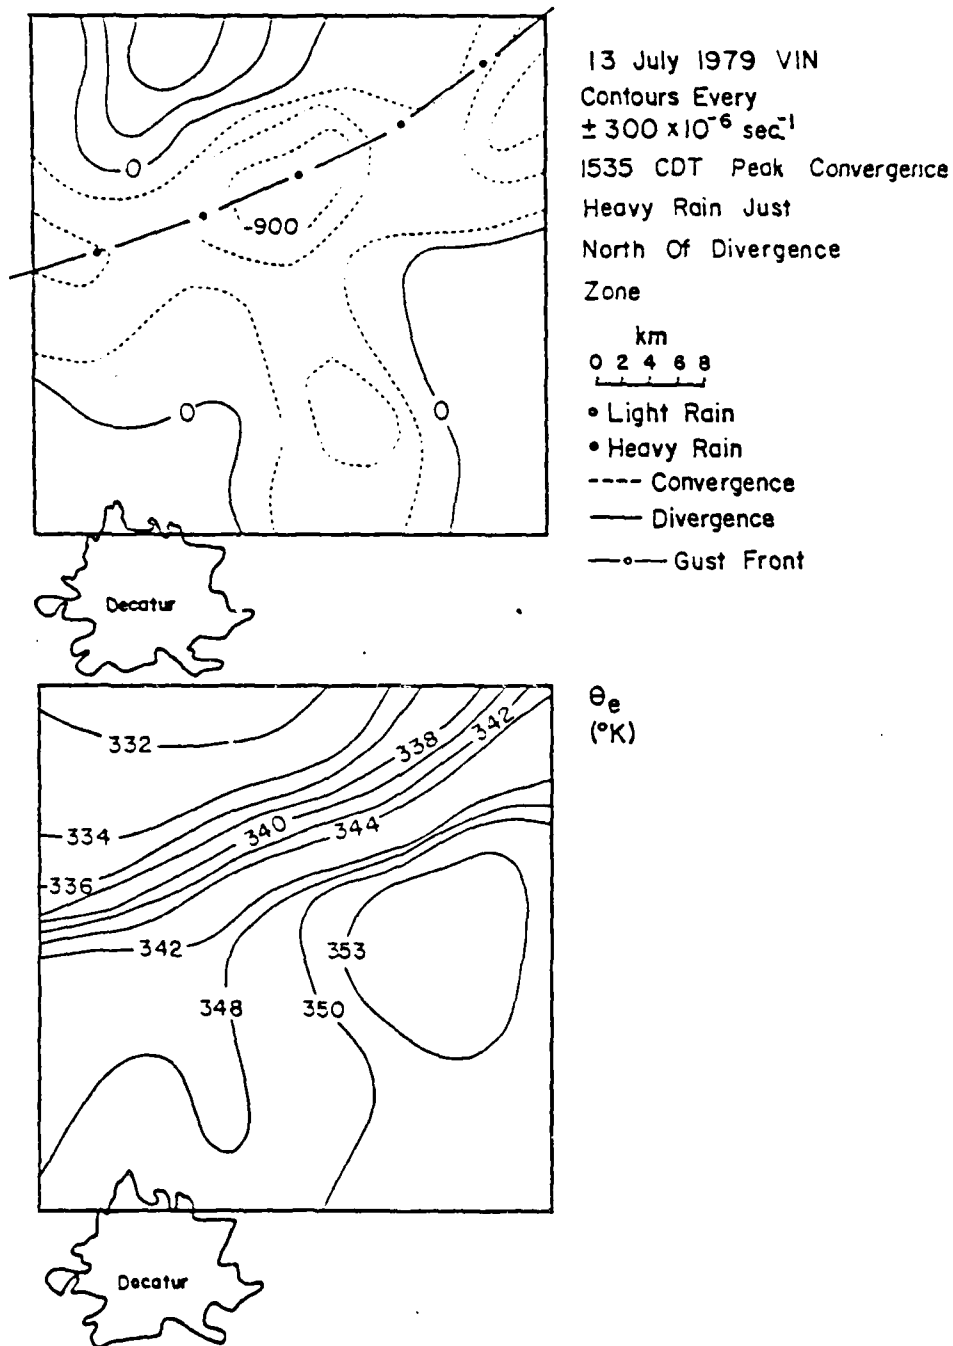 13 July 1979 VIN
Contours Every
± 300 x10⁻⁶ sec⁻¹
1535 CDT Peak Convergence
Heavy Rain Just
North Of Divergence
Zone
km
0 2 4 6 8
Light Rain
Heavy Rain
Convergence
Divergence
Gust Front
0
-900
0
0
Decatur
θe
(°K)
332
338
342
334
340
344
336
342
353
348
350
Decatur